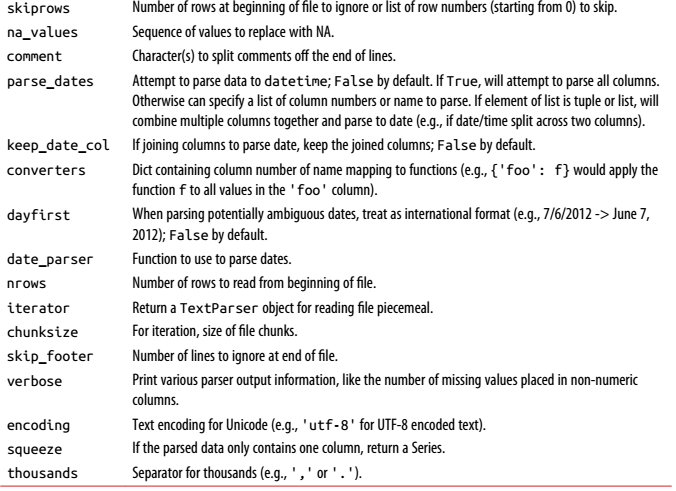 skiprows Number of rows at beginning of file to ignore or list of row numbers (starting from 0) to skip.
na_values Sequence of values to replace with NA.
comment Character(s) to split comments off the end of lines.
parse_dates Attempt to parse data to datetime; False by default. If True, will attempt to parse all columns.
Otherwise can specify a list of column numbers or name to parse. If element of list is tuple or list, will
combine multiple columns together and parse to date (e.g., if date/time split across two columns).
keep_date_col If joining columns to parse date, keep the joined columns; False by default.
converters Dict containing column number of name mapping to functions (e.g., {'foo': f} would apply the
function f to all values in the 'foo' column).
dayfirst When parsing potentially ambiguous dates, treat as international format (e.g., 7/6/2012 -> June 7,
2012); False by default.
date_parser Function to use to parse dates.
nrows Number of rows to read from beginning of file.
iterator Return a TextParser object for reading file piecemeal.
chunksize For iteration, size of file chunks.
skip_footer Number of lines to ignore at end of file.
verbose Print various parser output information, like the number of missing values placed in non-numeric
columns.
encoding Text encoding for Unicode (e.g., 'utf-8' for UTF-8 encoded text).
squeeze If the parsed data only contains one column, return a Series.
thousands Separator for thousands (e.g., ',' or '.').